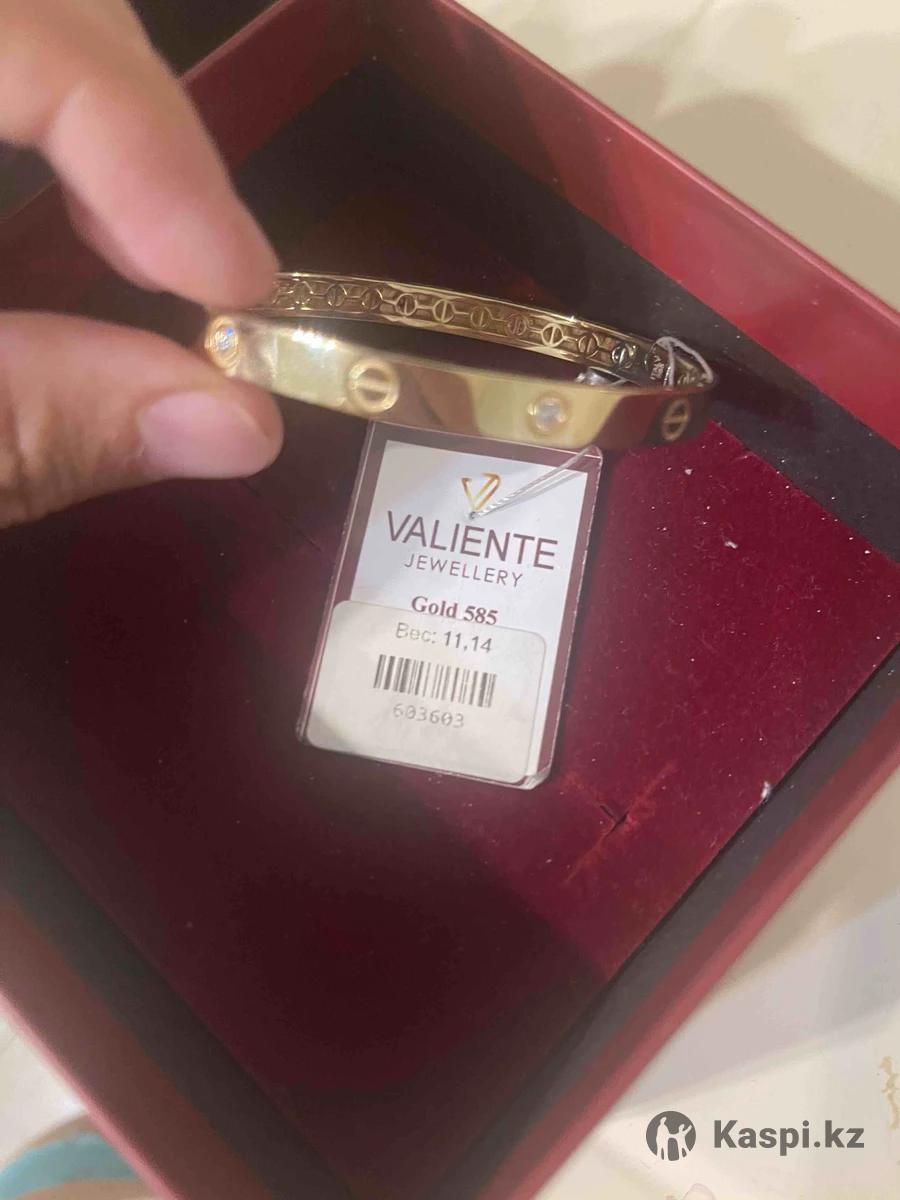 VALIENTE
JEWELLERY
Gold 585
Вес: 11,14
603603
Kaspi.kz